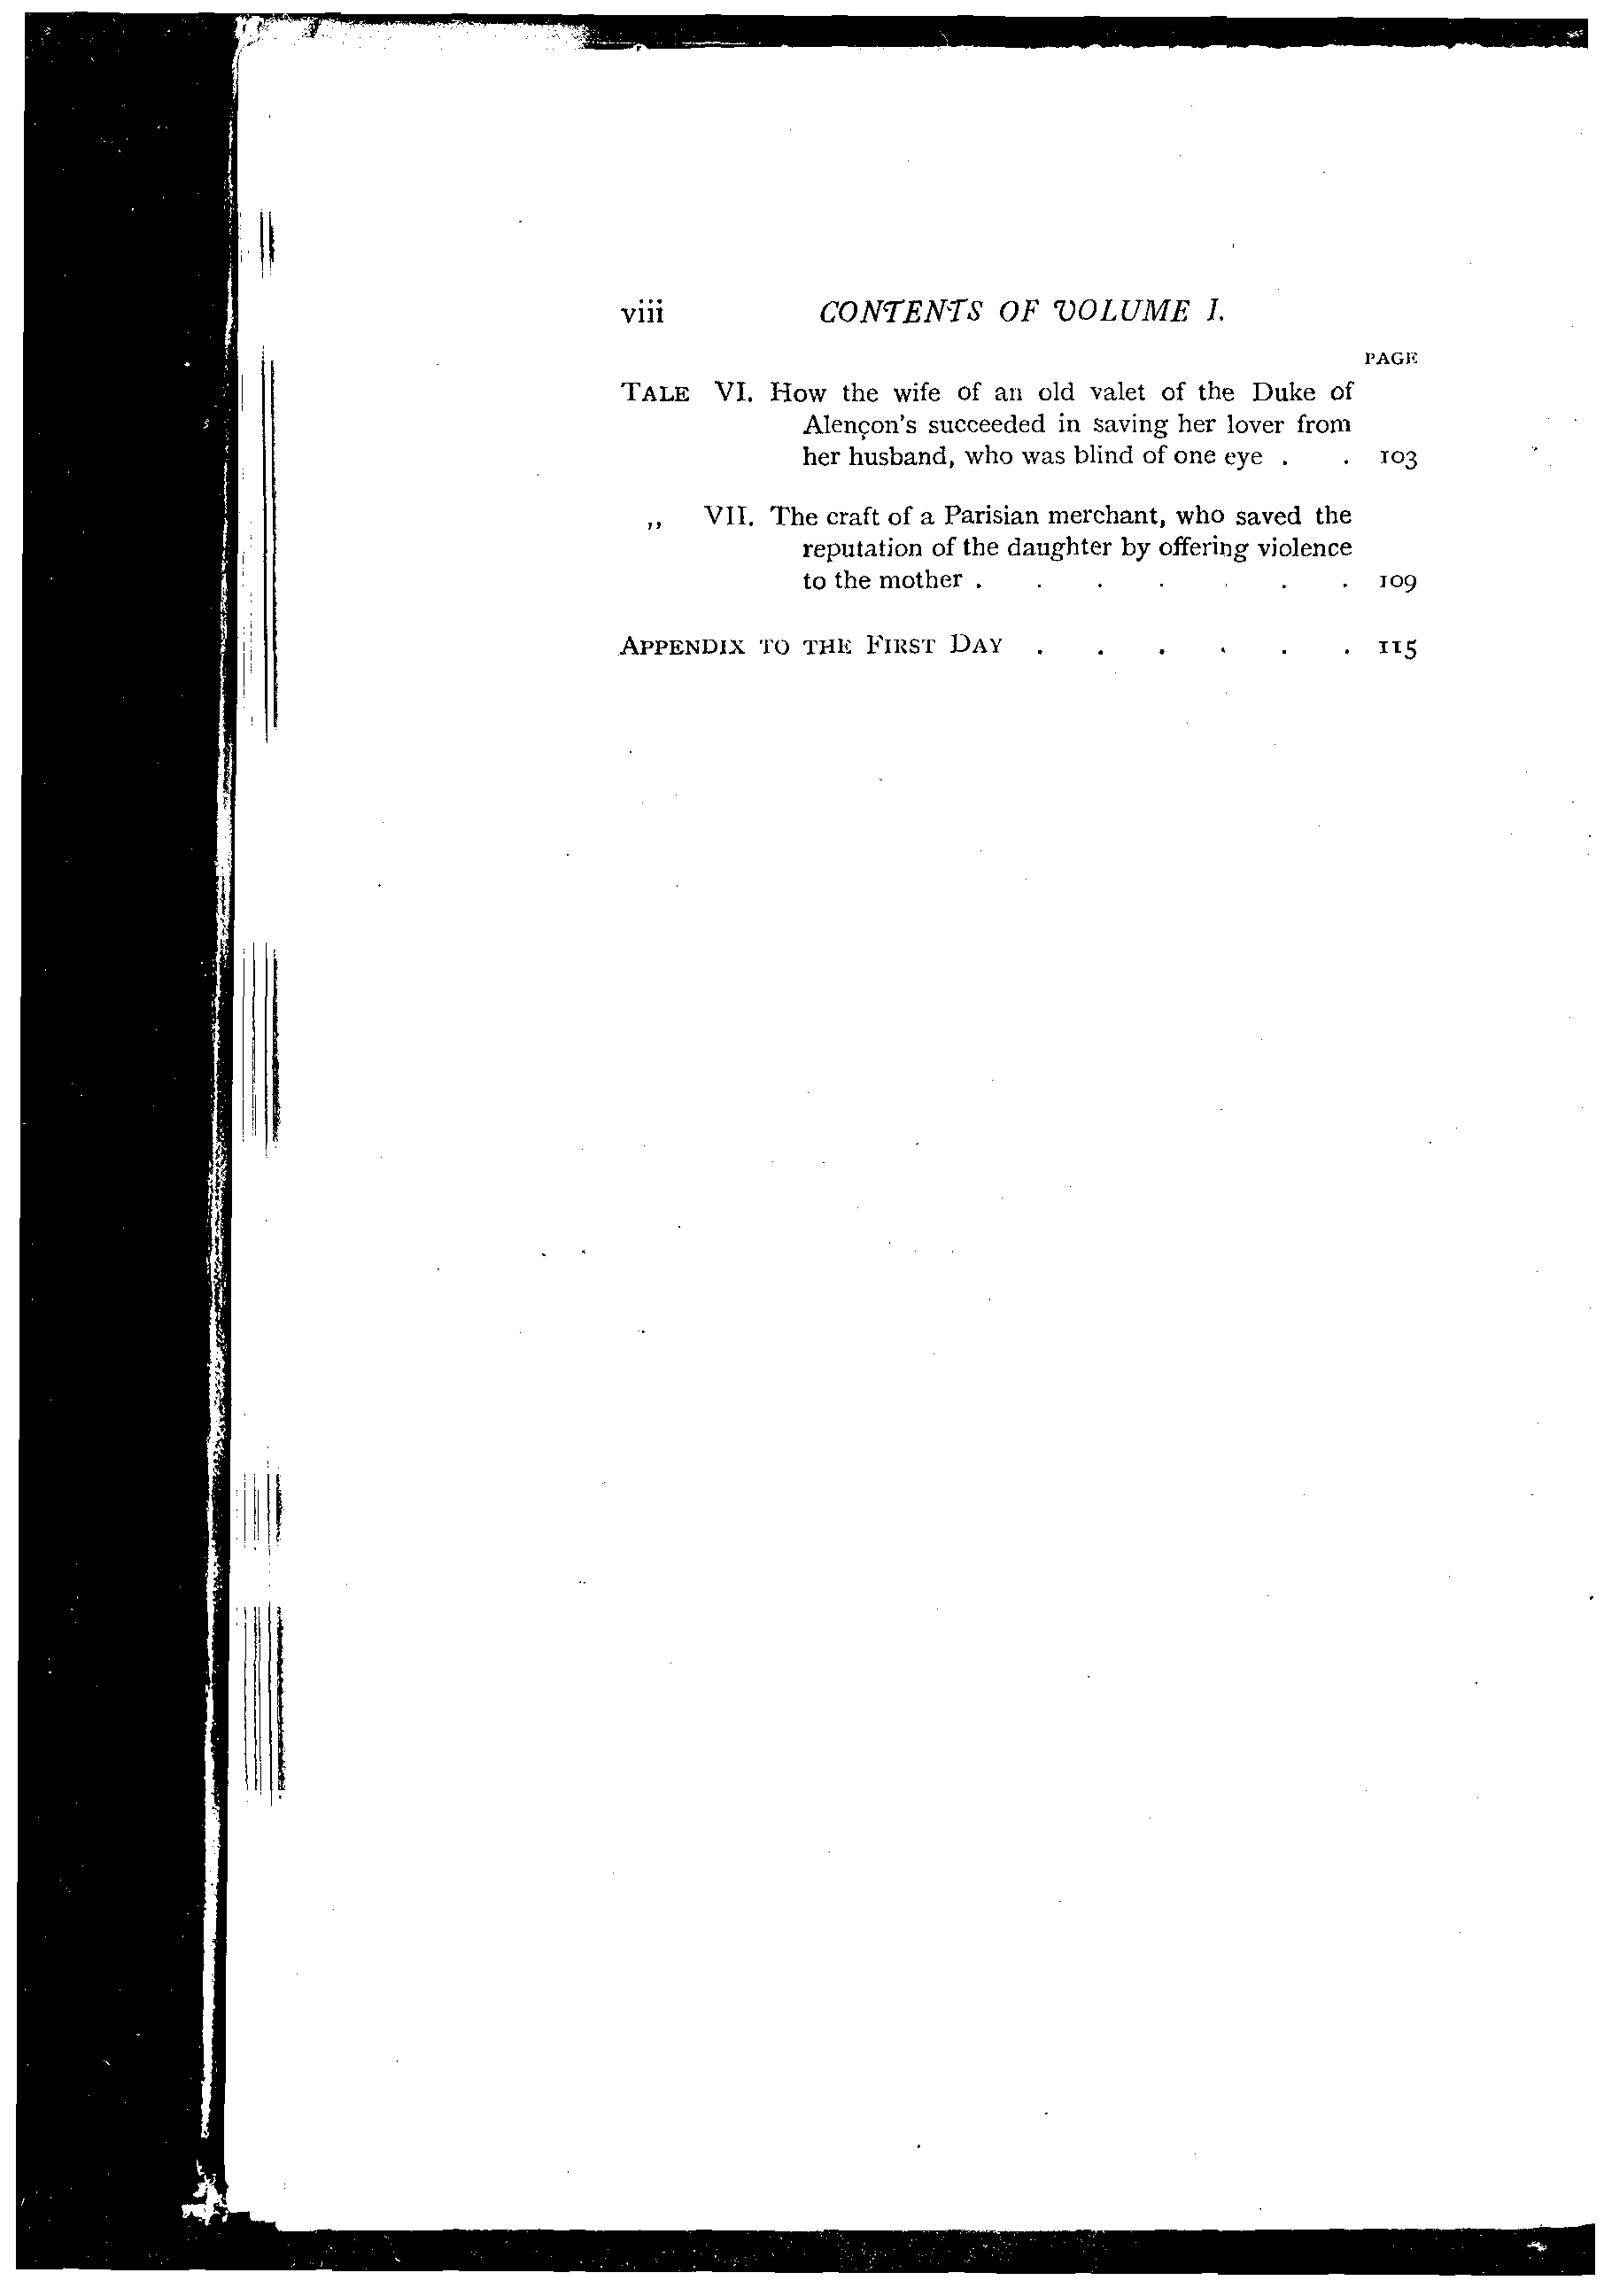 viii CONTENTS OF VOLUME I.
PAGE
TALE VI. How the wife of an old valet of the Duke of
Alençon's succeeded in saving her lover from
her husband, who was blind of one eye . . 103
,, VII. The craft of a Parisian merchant, who saved the
reputation of the daughter by offering violence
to the mother . . . . . . . 109
APPENDIX TO THE FIRST DAY . . . . . . 115